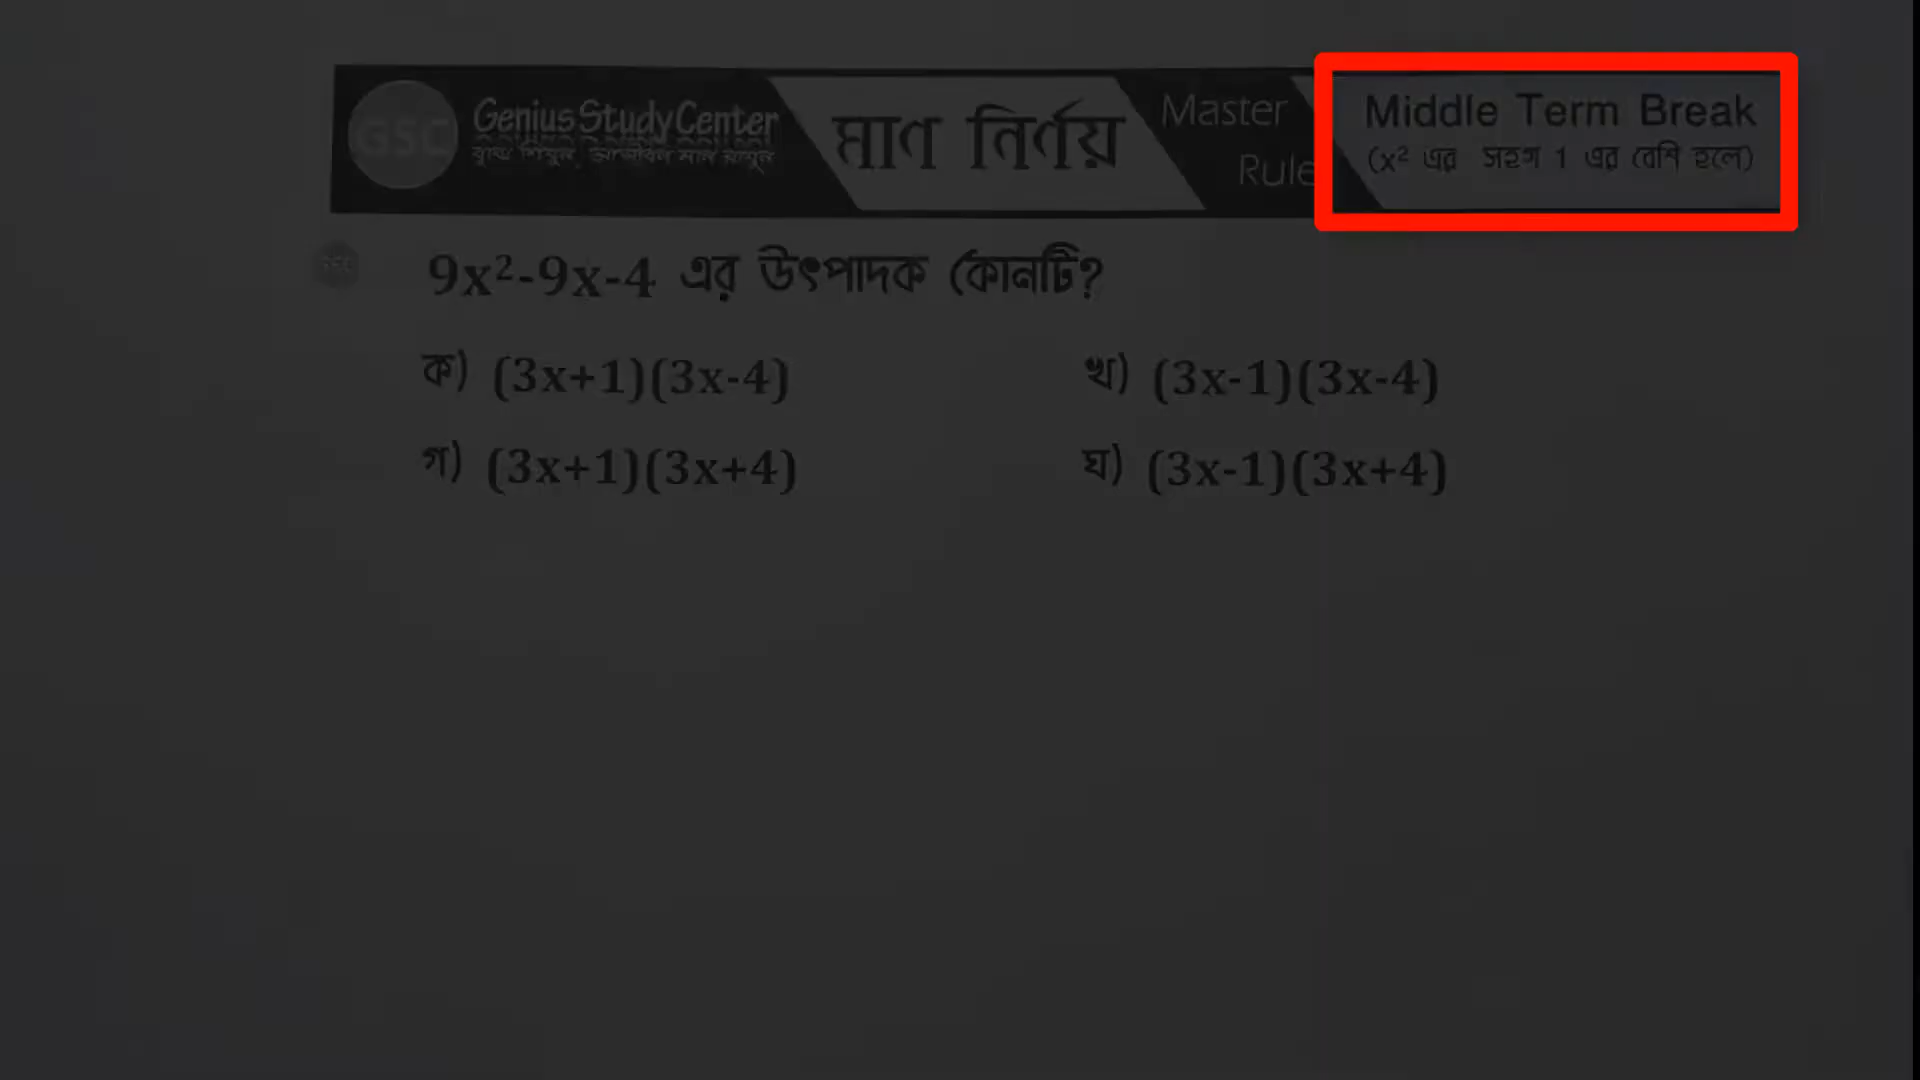 GSC
Genius Study Center
মাণ নির্ণয়
Master
Rule
Middle Term Break
(x² এর সহগ 1 এর বেশি হলে)
9x²-9x-4 এর উৎপাদক কোনটি?
ক) (3x+1)(3x-4)
খ) (3x-1)(3x-4)
গ) (3x+1)(3x+4)
ঘ) (3x-1)(3x+4)